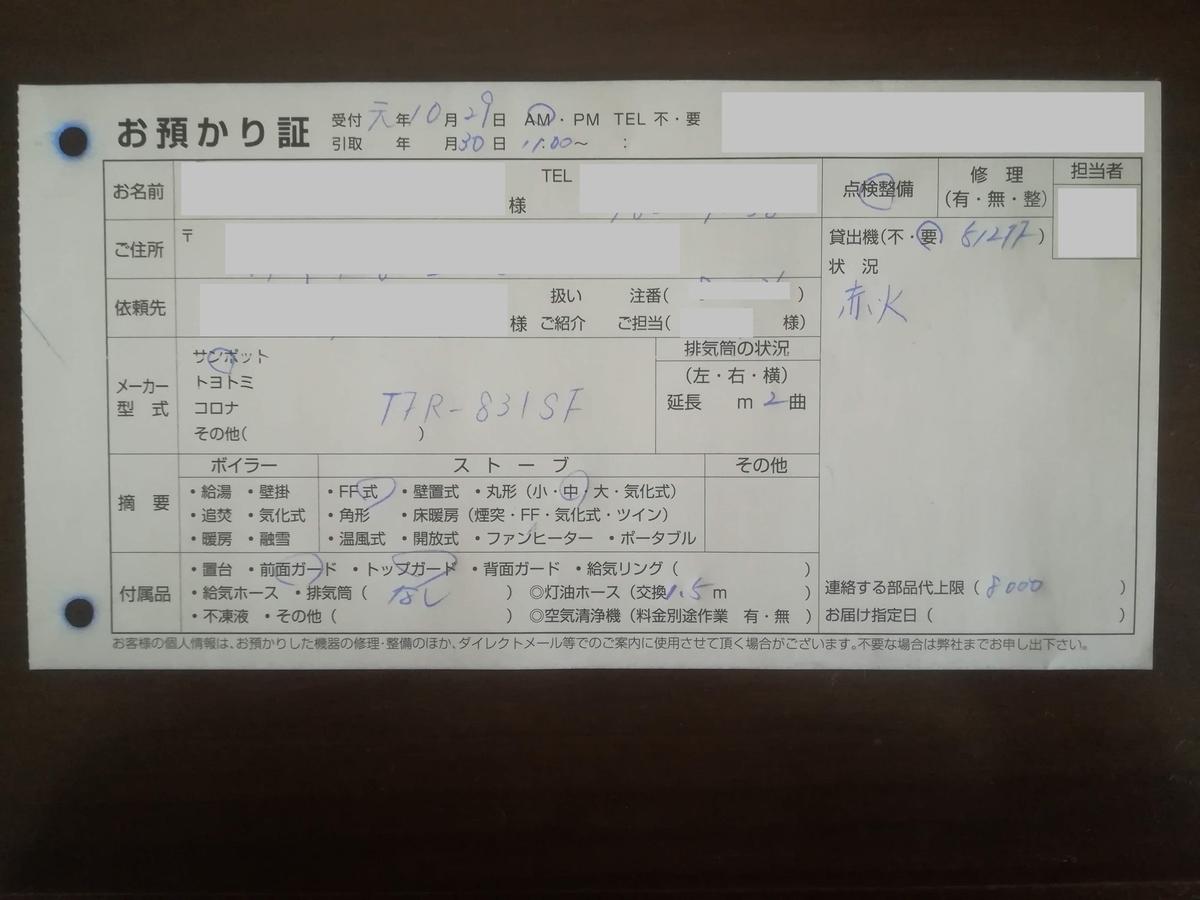 お預かり証
受付 元年10月29日 AM・PM TEL 不・要
引取 年 月30日 11:00~ :
お名前 様 TEL
点検整備
修 理
(有・無・整)
担当者
ご住所 〒
貸出機(不・要 )
状 況
赤火
依頼先 様
扱い 注番( )
ご紹介 ご担当( 様)
メーカー
型 式
サンポット
トヨトミ
コロナ
その他( )
排気筒の状況
(左・右・横)
延長 m 2曲
摘 要
ボイラー ストーブ その他
・給湯 ・壁掛 ・FF式 ・壁置式 ・丸形(小・中・大・気化式)
・追焚 ・気化式 ・角形 ・床暖房(煙突・FF・気化式・ツイン)
・暖房 ・融雪 ・温風式 ・開放式 ・ファンヒーター ・ポータブル
付属品
・置台 ・前面ガード ・トップガード ・背面ガード ・給気リング( )
・給気ホース ・排気筒( なし ) ◎灯油ホース(交換1.5m )
・不凍液 ・その他( ) ◎空気清浄機(料金別途作業 有・無 )
連絡する部品代上限( 8000 )
お届け指定日( )
お客様の個人情報は、お預かりした機器の修理・整備のほか、ダイレクトメール等でのご案内に使用させて頂く場合がございます。不要な場合は弊社までお申し出下さい。